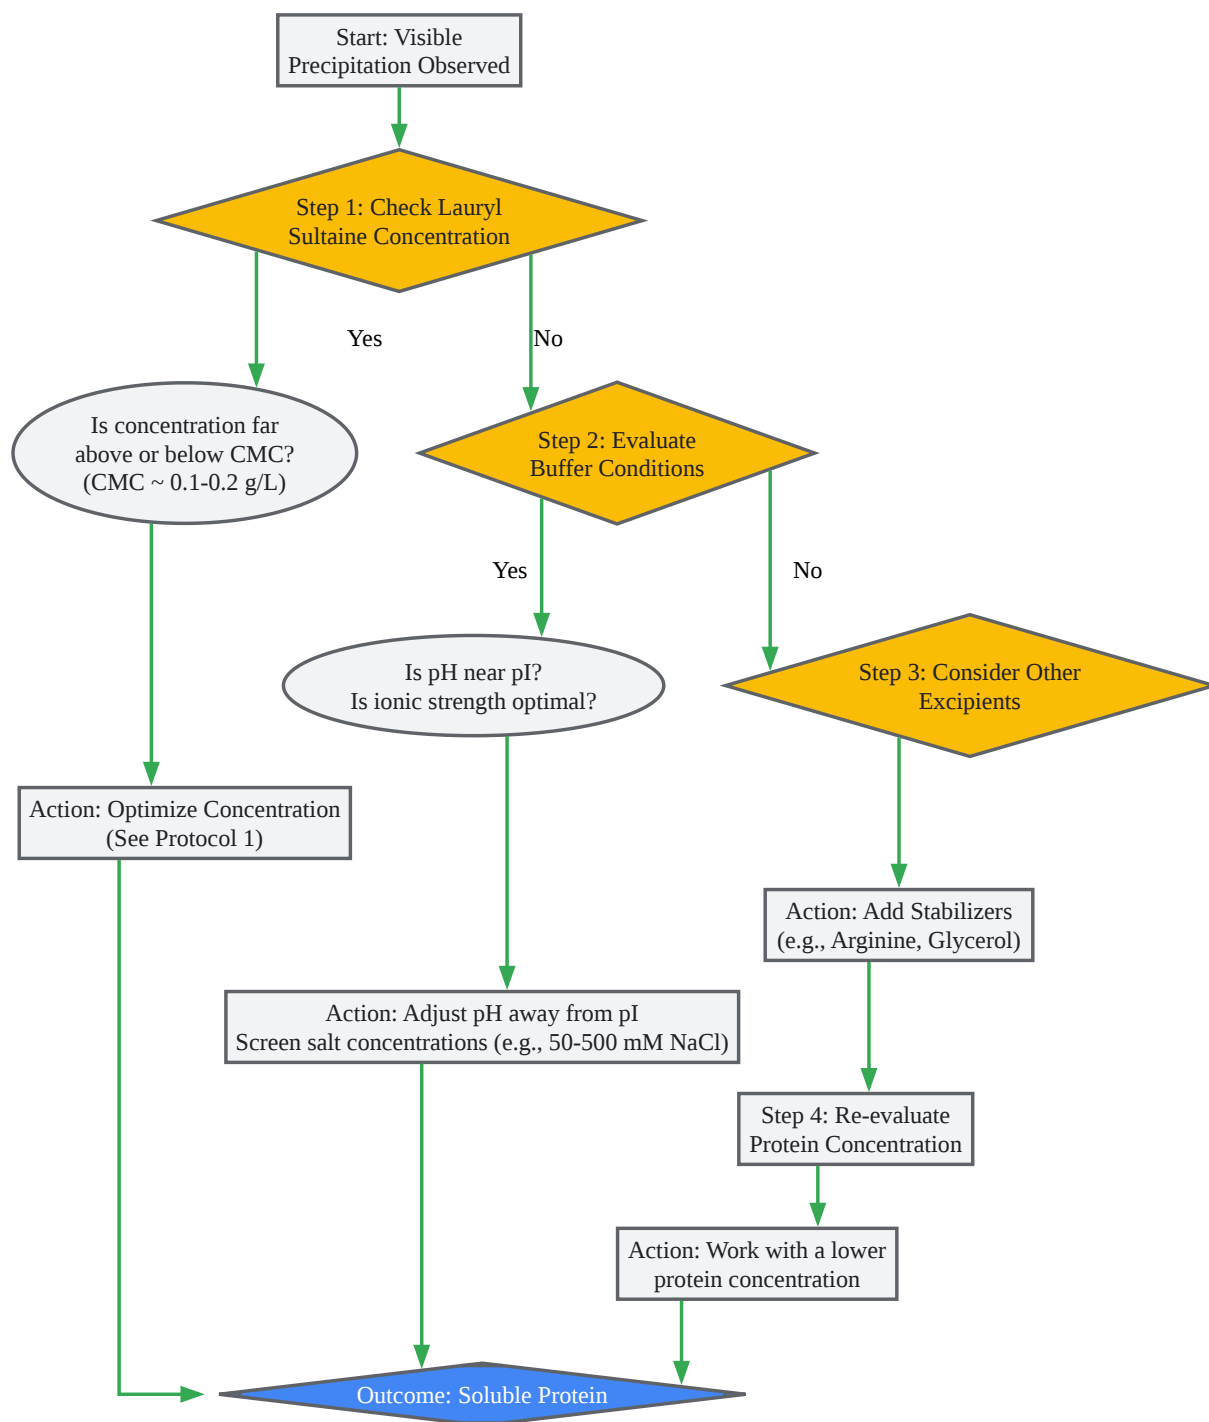 Start: Visible
Precipitation Observed
Step 1: Check Lauryl
Sultaine Concentration
Yes
No
Is concentration far
above or below CMC?
(CMC ~ 0.1-0.2 g/L)
Step 2: Evaluate
Buffer Conditions
Yes
No
Is pH near pI?
Is ionic strength optimal?
Step 3: Consider Other
Excipients
Action: Optimize Concentration
(See Protocol 1)
Action: Add Stabilizers
(e.g., Arginine, Glycerol)
Action: Adjust pH away from pI
Screen salt concentrations (e.g., 50-500 mM NaCl)
Step 4: Re-evaluate
Protein Concentration
Action: Work with a lower
protein concentration
Outcome: Soluble Protein